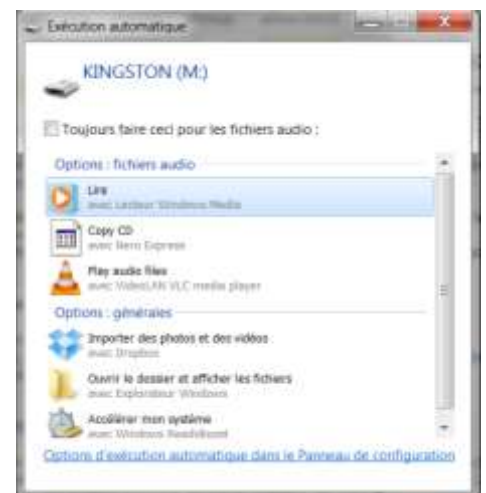 Exécution automatique
KINGSTON (M:)
Toujours faire ceci pour les fichiers audio :
Options : fichiers audio
Lire
avec Lecteur Windows Media
Copy CD
avec Nero Express
Play audio files
avec VideoLAN VLC media player
Options : générales
Importer des photos et des vidéos
avec Dropbox
Ouvrir le dossier et afficher les fichiers
avec Explorateur Windows
Accélérer mon système
avec Windows ReadyBoost
Options d'exécution automatique dans le Panneau de configuration